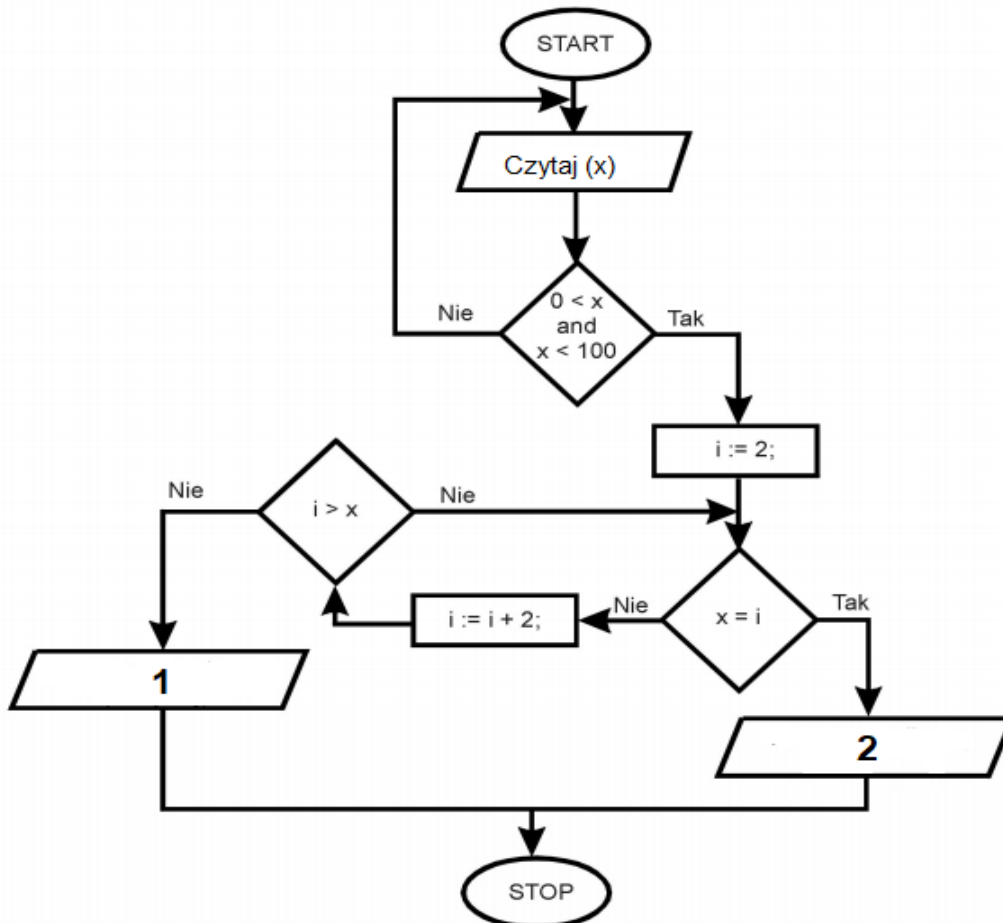 START
Czytaj (x)
0 < x
and
x < 100
Nie
Tak
i := 2;
Nie
i > x
Nie
x = i
Nie
Tak
i := i + 2;
1
2
STOP